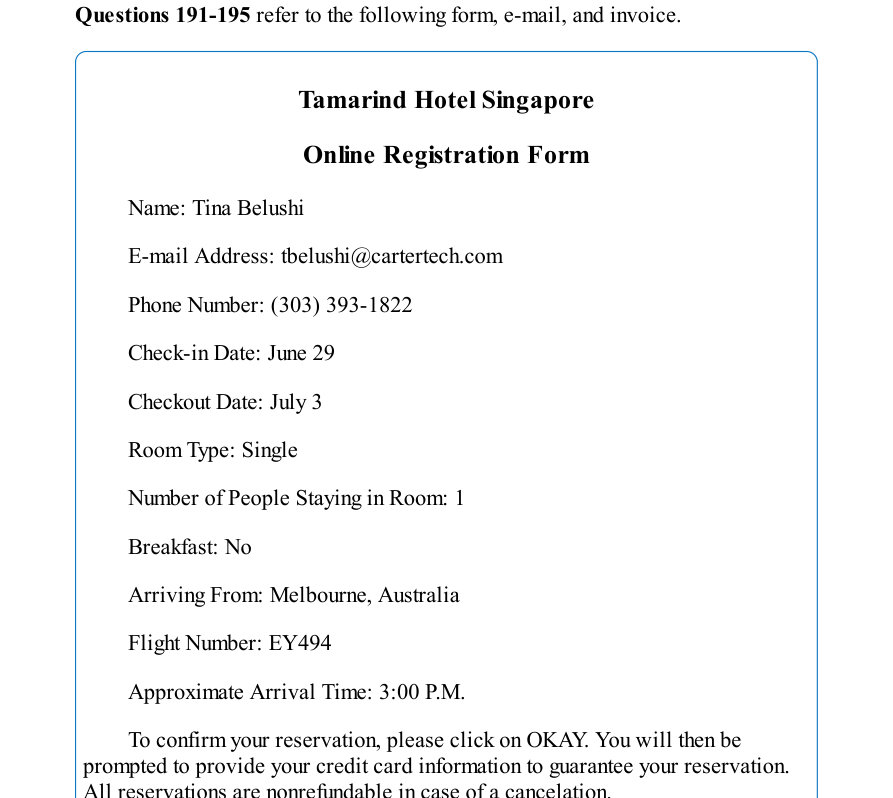 Questions 191-195 refer to the following form, e-mail, and invoice.
Tamarind Hotel Singapore
Online Registration Form
Name: Tina Belushi
E-mail Address: tbelushi@cartertech.com
Phone Number: (303) 393-1822
Check-in Date: June 29
Checkout Date: July 3
Room Type: Single
Number of People Staying in Room: 1
Breakfast: No
Arriving From: Melbourne, Australia
Flight Number: EY494
Approximate Arrival Time: 3:00 P.M.
To confirm your reservation, please click on OKAY. You will then be
prompted to provide your credit card information to guarantee your reservation.
All reservations are nonrefundable in case of a cancelation.